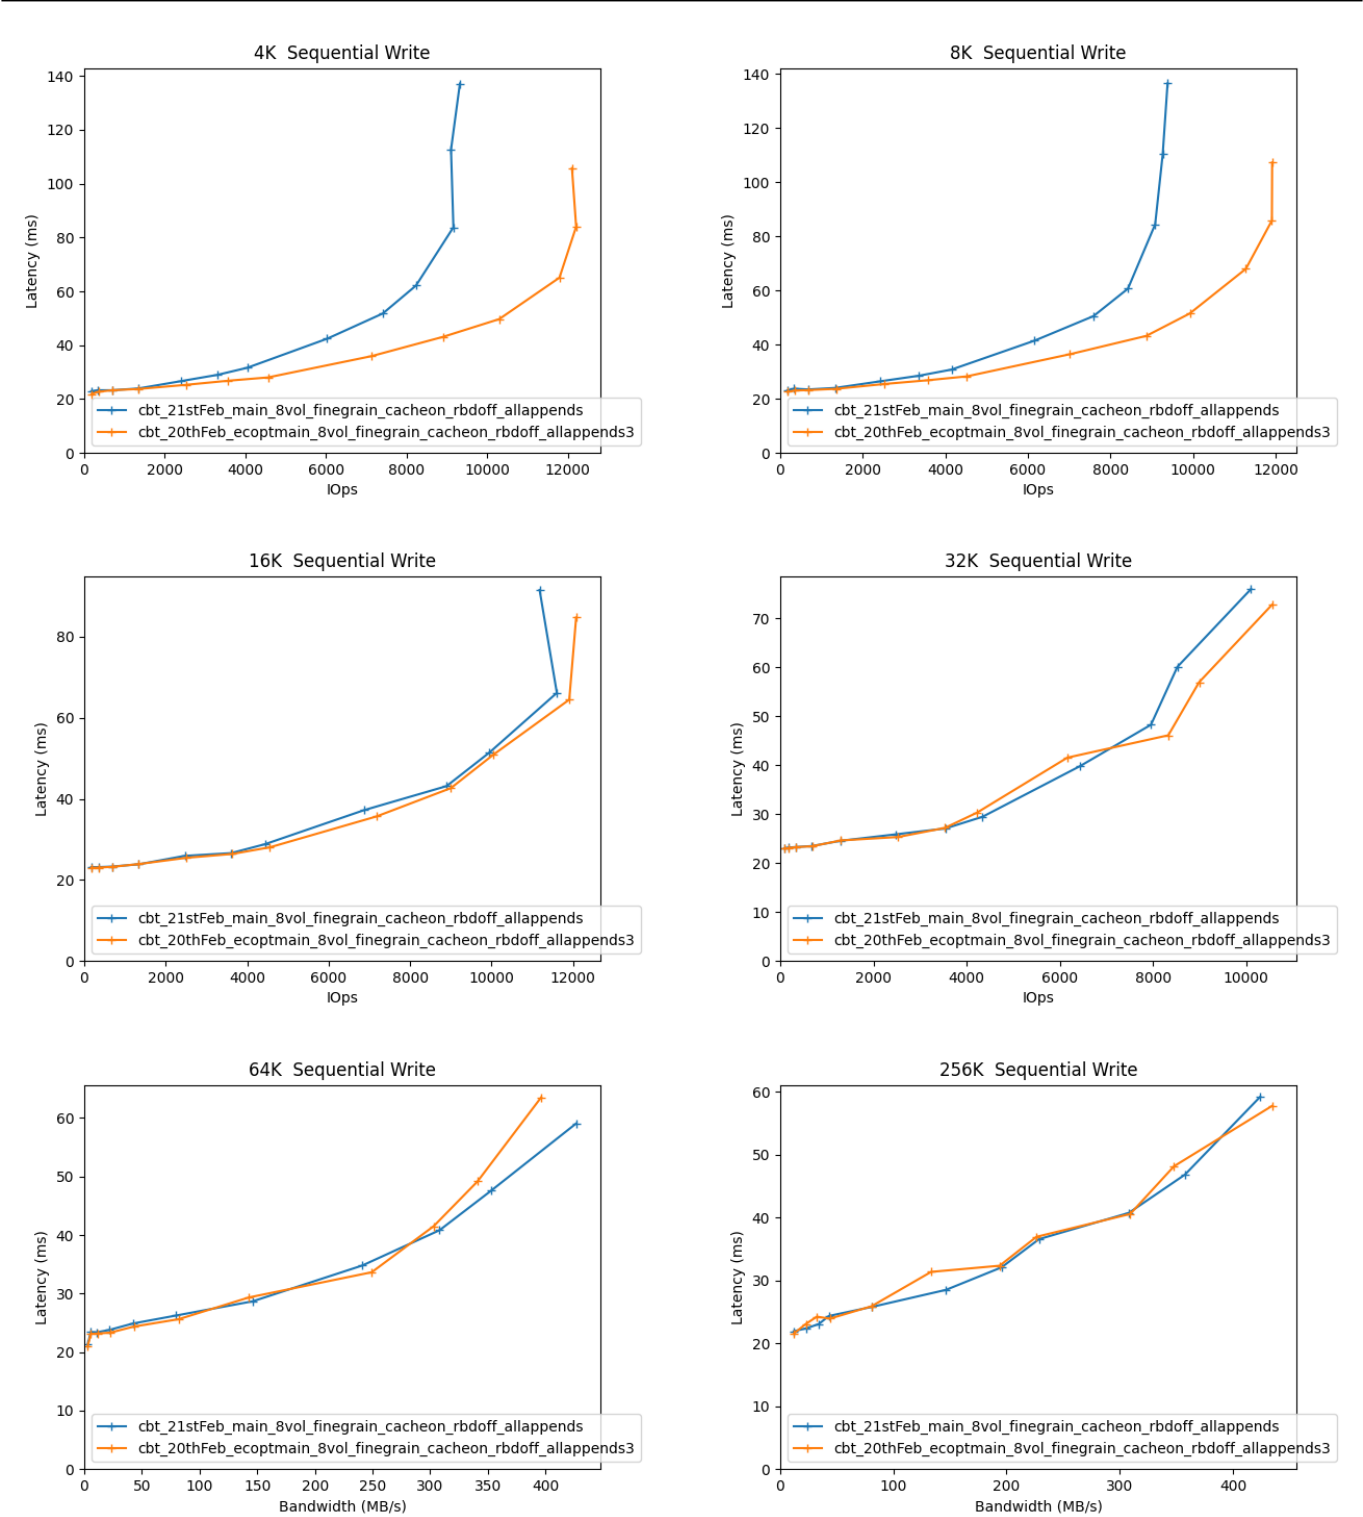 4K  Sequential Write
140
120
100
80
60
40
20
0
Latency (ms)
cbt_21stFeb_main_8vol_finegrain_cacheon_rbdoff_allappends
cbt_20thFeb_ecoptmain_8vol_finegrain_cacheon_rbdoff_allappends3
0 2000 4000 6000 8000 10000 12000
IOps
8K  Sequential Write
140
120
100
80
60
40
20
0
Latency (ms)
cbt_21stFeb_main_8vol_finegrain_cacheon_rbdoff_allappends
cbt_20thFeb_ecoptmain_8vol_finegrain_cacheon_rbdoff_allappends3
0 2000 4000 6000 8000 10000 12000
IOps
16K  Sequential Write
80
60
40
20
0
Latency (ms)
cbt_21stFeb_main_8vol_finegrain_cacheon_rbdoff_allappends
cbt_20thFeb_ecoptmain_8vol_finegrain_cacheon_rbdoff_allappends3
0 2000 4000 6000 8000 10000 12000
IOps
32K  Sequential Write
70
60
50
40
30
20
10
0
Latency (ms)
cbt_21stFeb_main_8vol_finegrain_cacheon_rbdoff_allappends
cbt_20thFeb_ecoptmain_8vol_finegrain_cacheon_rbdoff_allappends3
0 2000 4000 6000 8000 10000
IOps
64K  Sequential Write
60
50
40
30
20
10
0
Latency (ms)
cbt_21stFeb_main_8vol_finegrain_cacheon_rbdoff_allappends
cbt_20thFeb_ecoptmain_8vol_finegrain_cacheon_rbdoff_allappends3
0 50 100 150 200 250 300 350 400
Bandwidth (MB/s)
256K  Sequential Write
60
50
40
30
20
10
0
Latency (ms)
cbt_21stFeb_main_8vol_finegrain_cacheon_rbdoff_allappends
cbt_20thFeb_ecoptmain_8vol_finegrain_cacheon_rbdoff_allappends3
0 100 200 300 400
Bandwidth (MB/s)